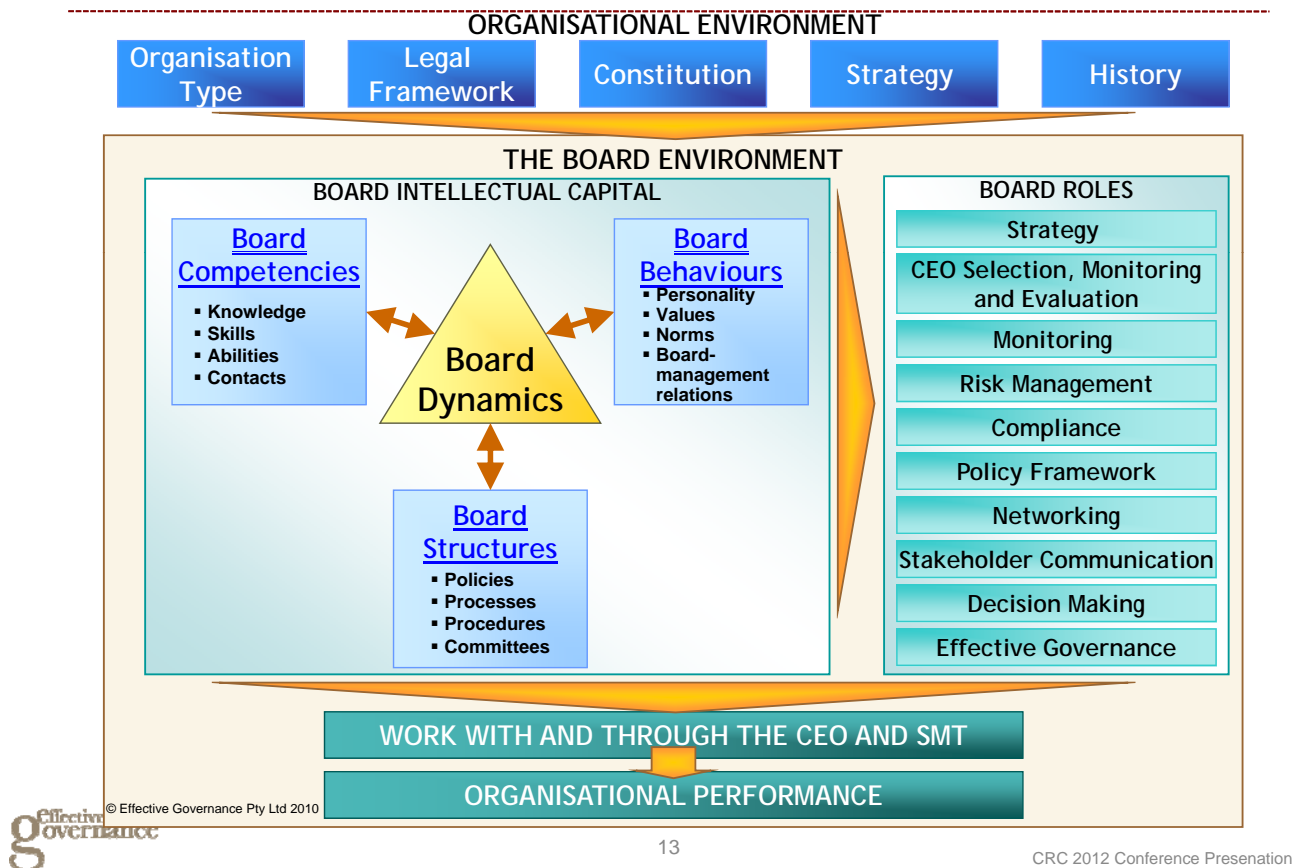 ORGANISATIONAL ENVIRONMENT
Organisation
Type
Legal
Framework
Constitution
Strategy
History
THE BOARD ENVIRONMENT
BOARD INTELLECTUAL CAPITAL
Board
Competencies
▪ Knowledge
▪ Skills
▪ Abilities
▪ Contacts
Board
Dynamics
Board
Behaviours
▪ Personality
▪ Values
▪ Norms
▪ Board-
management
relations
Board
Structures
▪ Policies
▪ Processes
▪ Procedures
▪ Committees
BOARD ROLES
Strategy
CEO Selection, Monitoring
and Evaluation
Monitoring
Risk Management
Compliance
Policy Framework
Networking
Stakeholder Communication
Decision Making
Effective Governance
WORK WITH AND THROUGH THE CEO AND SMT
ORGANISATIONAL PERFORMANCE
© Effective Governance Pty Ltd 2010
effective
governance
13
CRC 2012 Conference Presenation